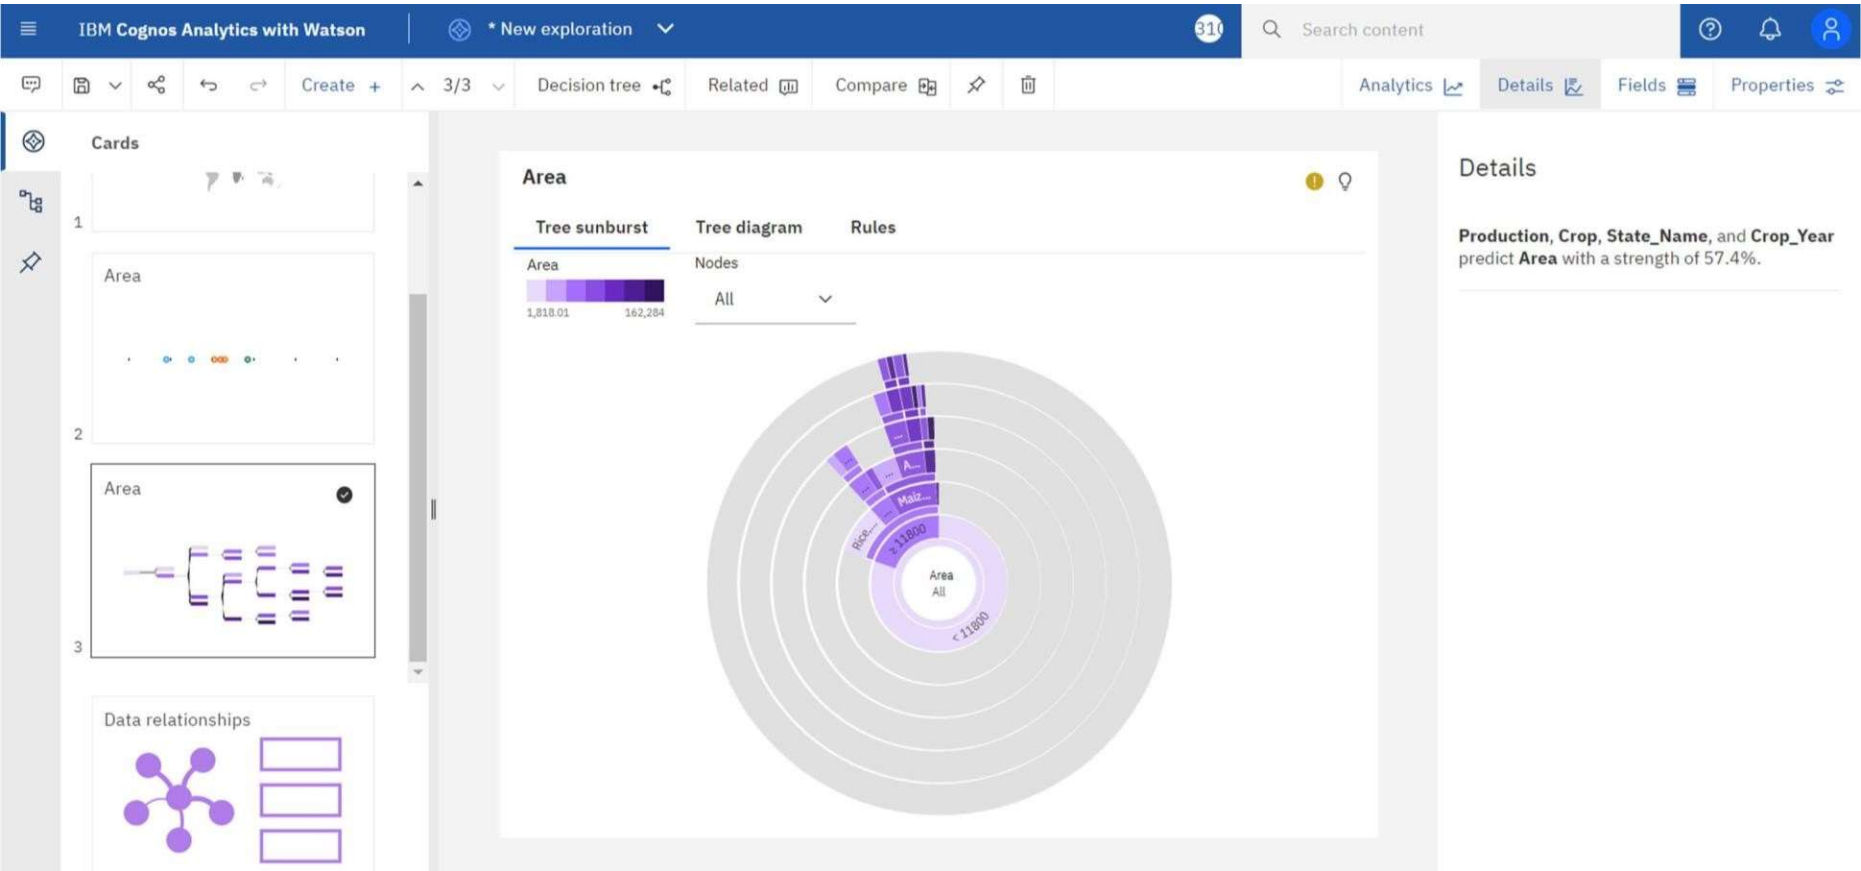 IBM Cognos Analytics with Watson
* New exploration
310
Search content
Create +
3/3
Decision tree
Related
Compare
Analytics
Details
Fields
Properties
Cards
1
Area
2
Area
3
Data relationships
Area
Tree sunburst
Tree diagram
Rules
Area
1,818.01
162,284
Nodes
All
...
A...
...
...
...
Maiz...
...
Rice,...
≥ 11800
Area
All
< 11800
Details
Production, Crop, State_Name, and Crop_Year
predict Area with a strength of 57.4%.